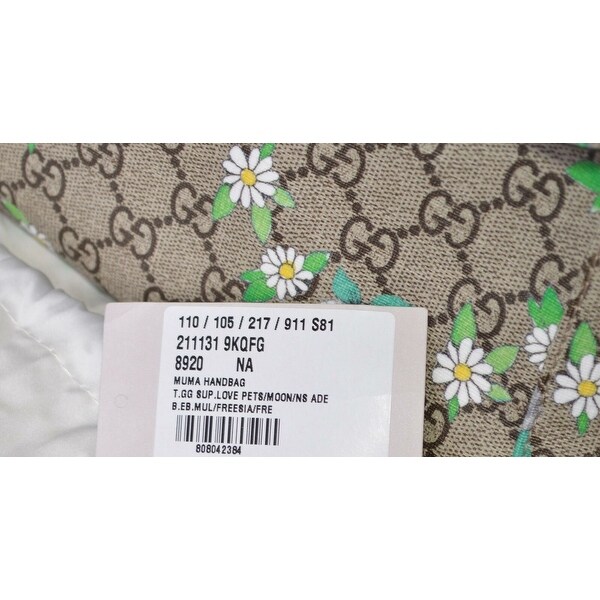 110 / 105 / 217 / 911 S81
211131 9KQFG
8920 NA
MUMA HANDBAG
T.GG SUP.LOVE PETS/MOON/NS ADE
B.EB.MUL/FREESIA/FRE
808042384